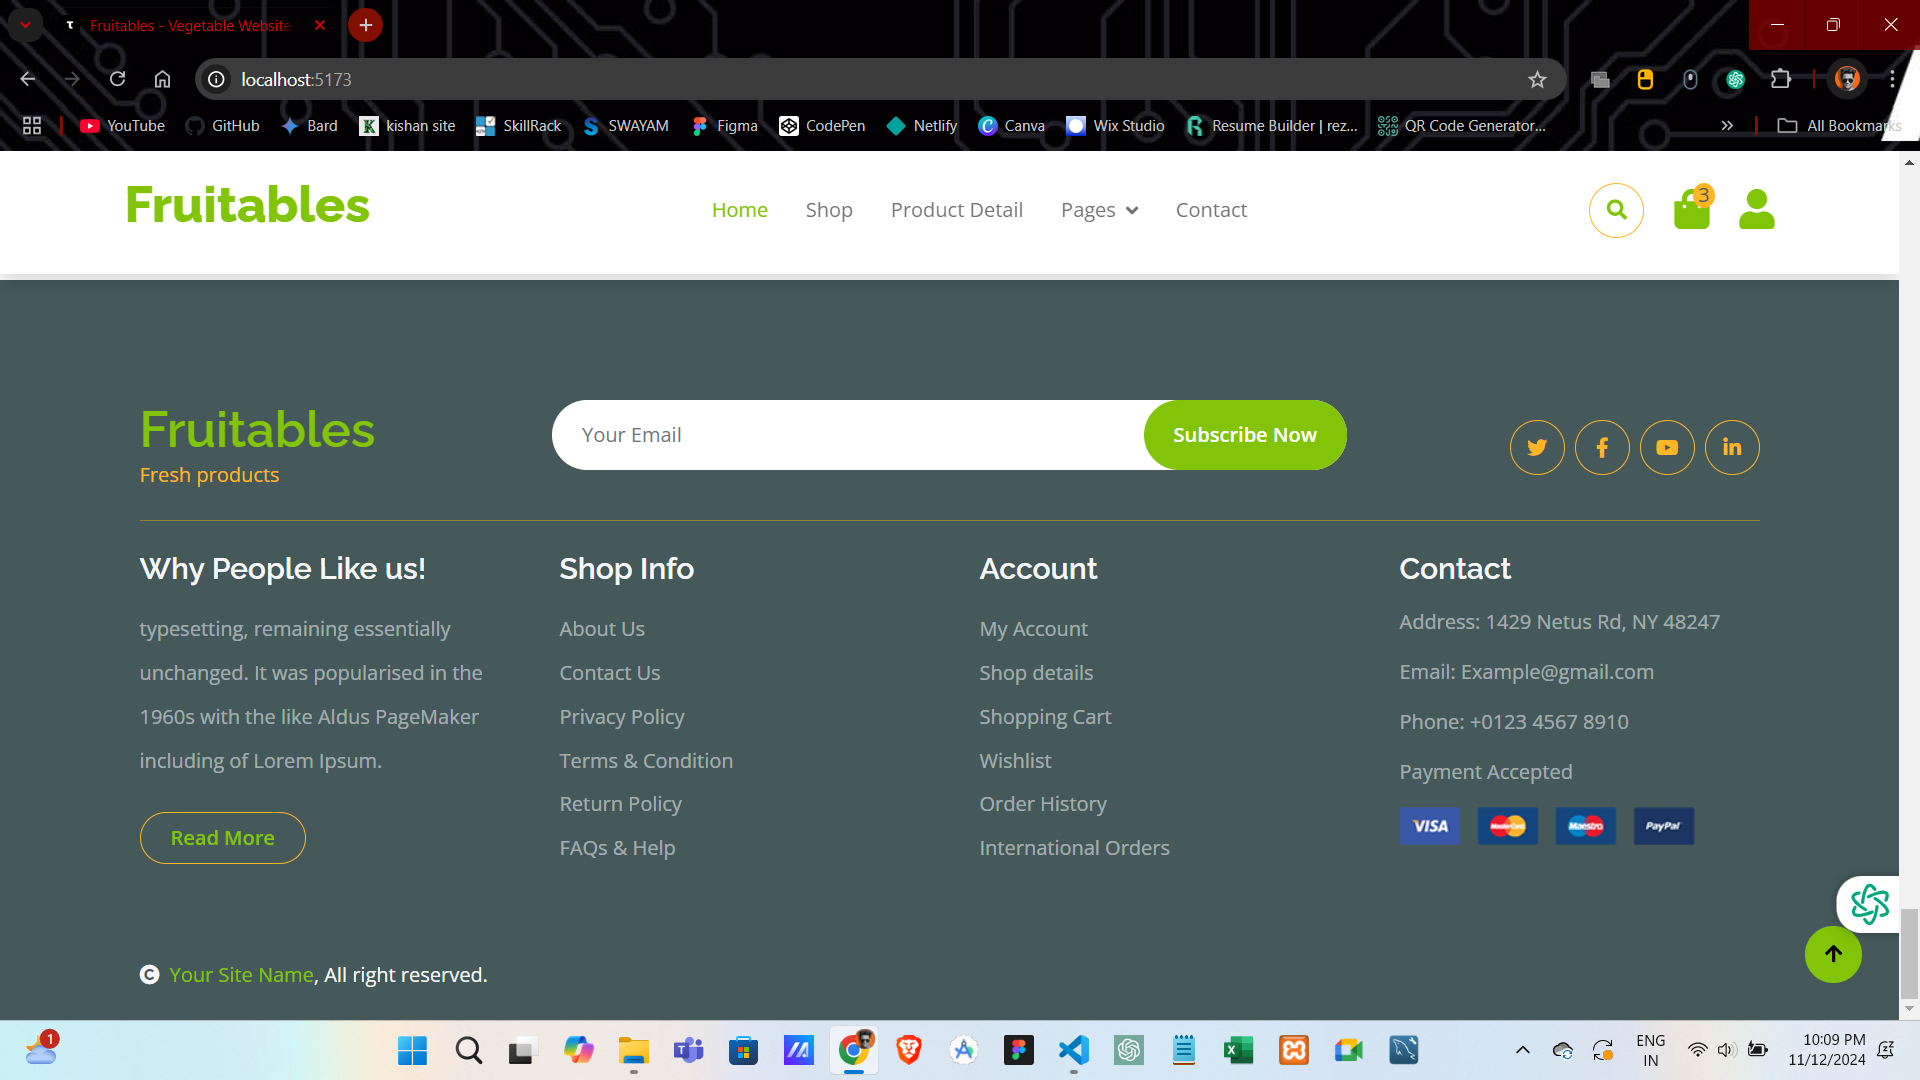 Fruitables - Vegetable Website
localhost:5173
YouTube GitHub Bard kishan site SkillRack SWAYAM Figma CodePen Netlify Canva Wix Studio Resume Builder | rez... QR Code Generator... » All Bookmarks
Fruitables Home Shop Product Detail Pages Contact 3
Fruitables
Fresh products
Your Email Subscribe Now
Why People Like us!
typesetting, remaining essentially
unchanged. It was popularised in the
1960s with the like Aldus PageMaker
including of Lorem Ipsum.
Read More
Shop Info
About Us
Contact Us
Privacy Policy
Terms & Condition
Return Policy
FAQs & Help
Account
My Account
Shop details
Shopping Cart
Wishlist
Order History
International Orders
Contact
Address: 1429 Netus Rd, NY 48247
Email: Example@gmail.com
Phone: +0123 4567 8910
Payment Accepted
VISA MasterCard Maestro PayPal
© Your Site Name, All right reserved.
1
ENG
IN
10:09 PM
11/12/2024